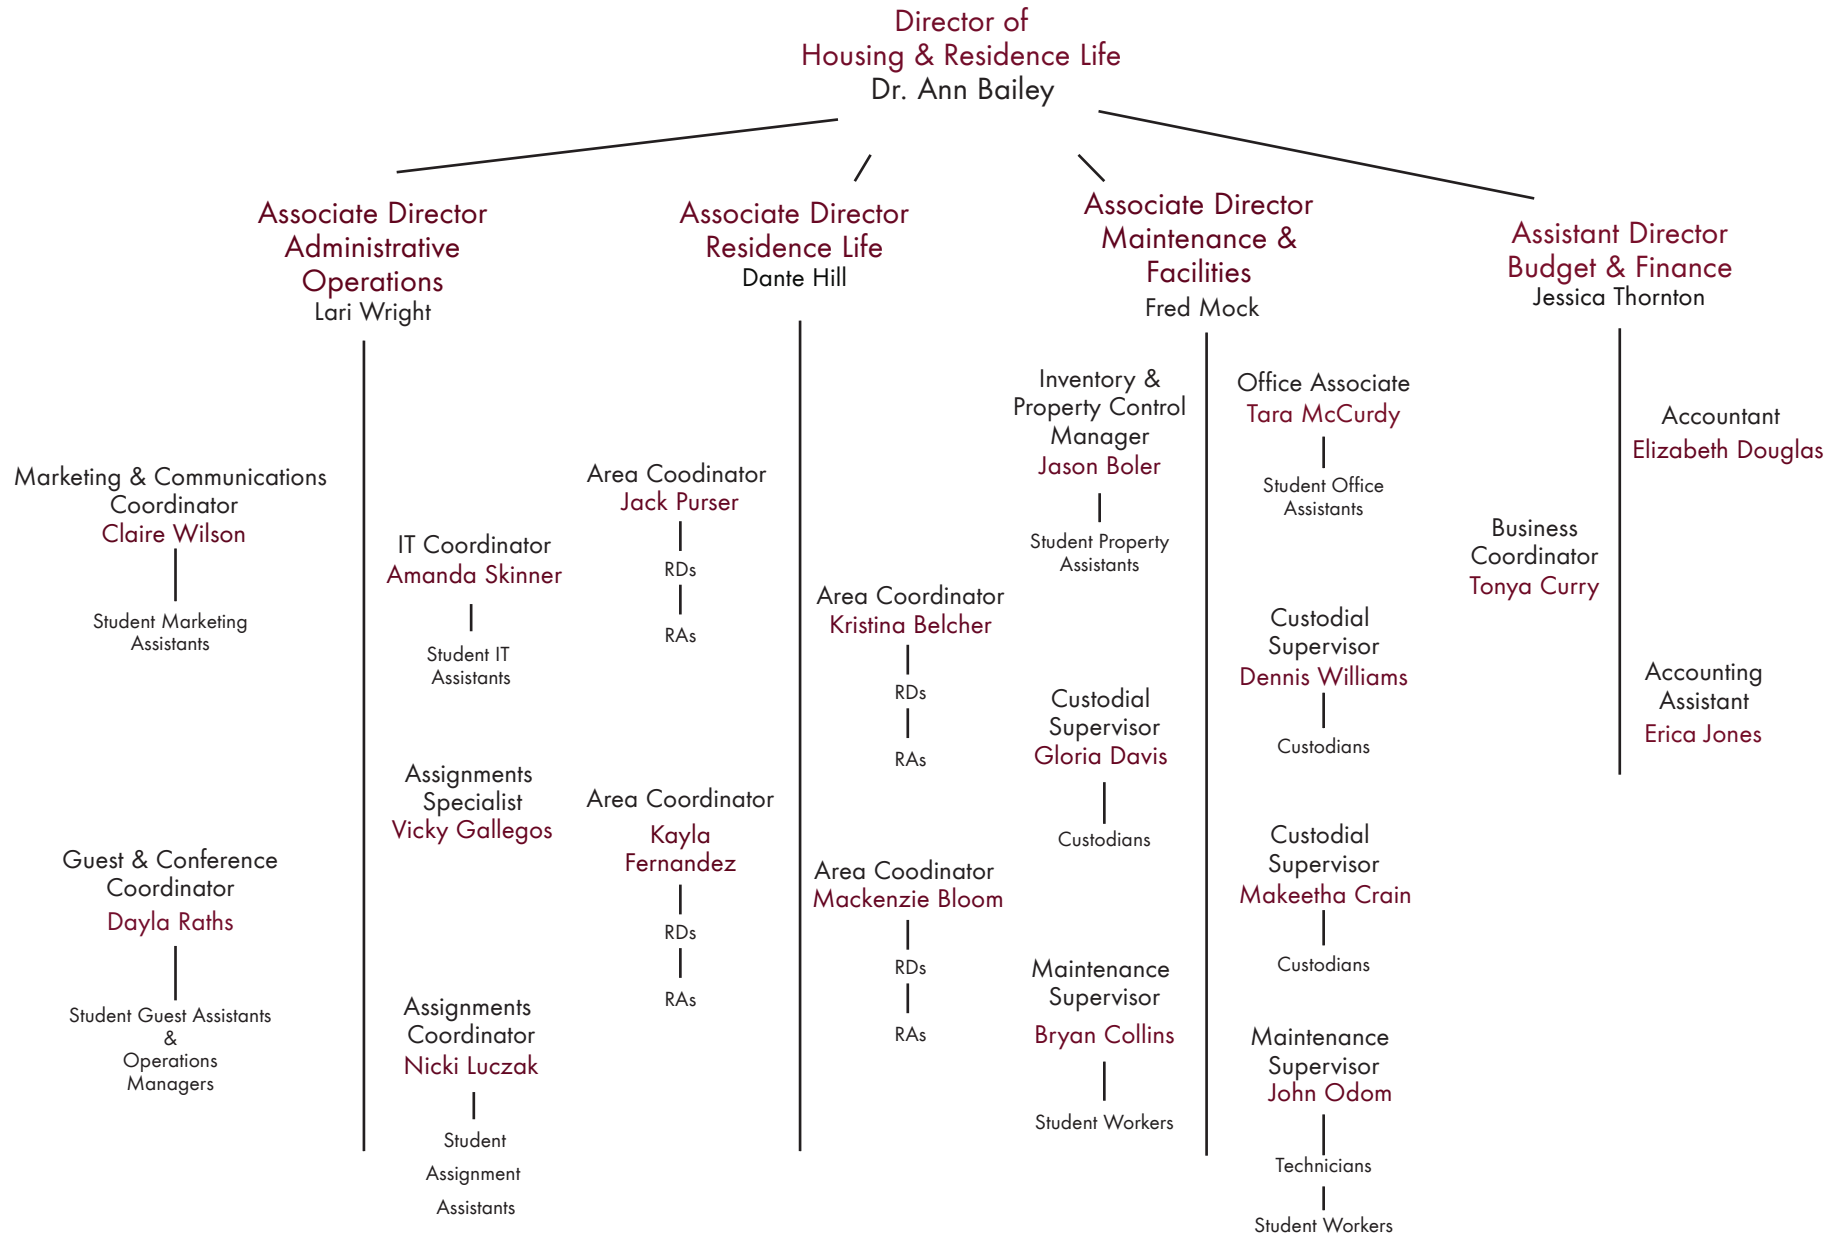 Director of
Housing & Residence Life
Dr. Ann Bailey
Associate Director
Administrative
Operations
Lari Wright
Marketing & Communications
Coordinator
Claire Wilson
Student Marketing
Assistants
Guest & Conference
Coordinator
Dayla Raths
Student Guest Assistants
&
Operations
Managers
IT Coordinator
Amanda Skinner
Student IT
Assistants
Assignments
Specialist
Vicky Gallegos
Assignments
Coordinator
Nicki Luczak
Student
Assignment
Assistants
Associate Director
Residence Life
Dante Hill
Area Coodinator
Jack Purser
RDs
RAs
Area Coordinator
Kayla
Fernandez
RDs
RAs
Area Coordinator
Kristina Belcher
RDs
RAs
Area Coodinator
Mackenzie Bloom
RDs
RAs
Associate Director
Maintenance &
Facilities
Fred Mock
Inventory &
Property Control
Manager
Jason Boler
Student Property
Assistants
Custodial
Supervisor
Gloria Davis
Custodians
Maintenance
Supervisor
Bryan Collins
Student Workers
Office Associate
Tara McCurdy
Student Office
Assistants
Custodial
Supervisor
Dennis Williams
Custodians
Custodial
Supervisor
Makeetha Crain
Custodians
Maintenance
Supervisor
John Odom
Technicians
Student Workers
Assistant Director
Budget & Finance
Jessica Thornton
Accountant
Elizabeth Douglas
Business
Coordinator
Tonya Curry
Accounting
Assistant
Erica Jones